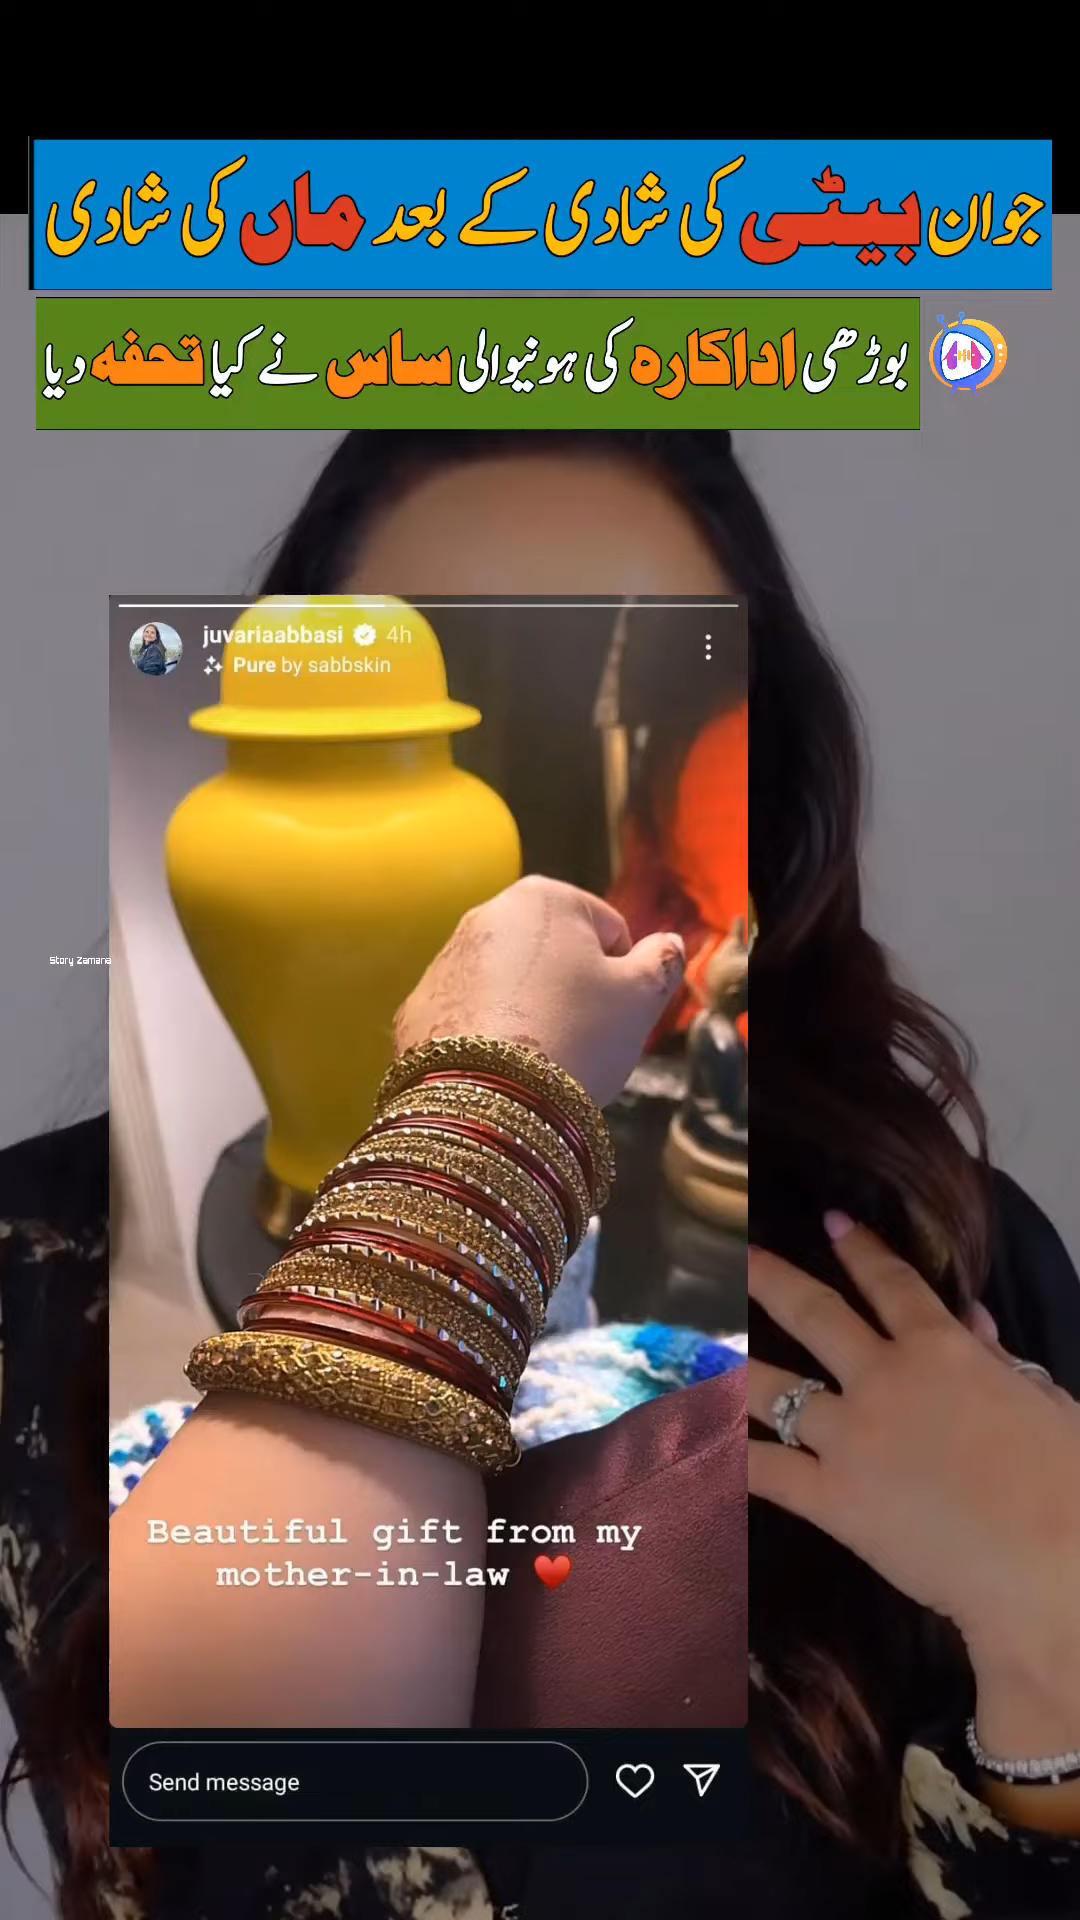 جوان بیٹی کی شادی کے بعد ماں کی شادی
بوڑھی اداکارہ کی ہونیوالی ساس نے کیا تحفہ دیا
juvariaabbasi 4h
Pure by sabbskin
Story Zamana
Beautiful gift from my
mother-in-law ❤️
Send message